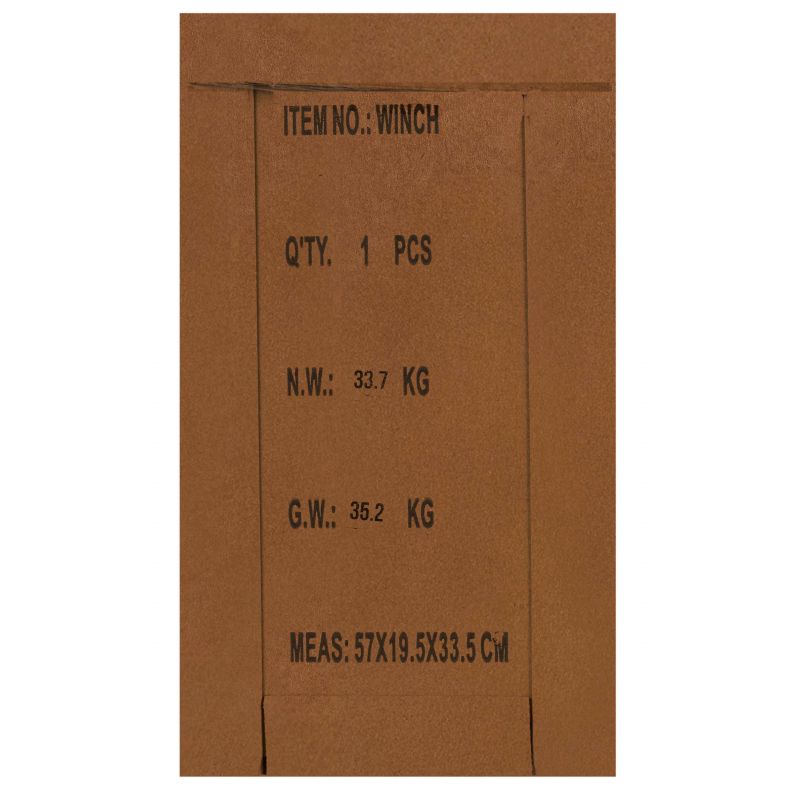 ITEM NO.: WINCH
Q'TY. 1 PCS
N.W.: 33.7 KG
G.W.: 35.2 KG
MEAS: 57X19.5X33.5 CM